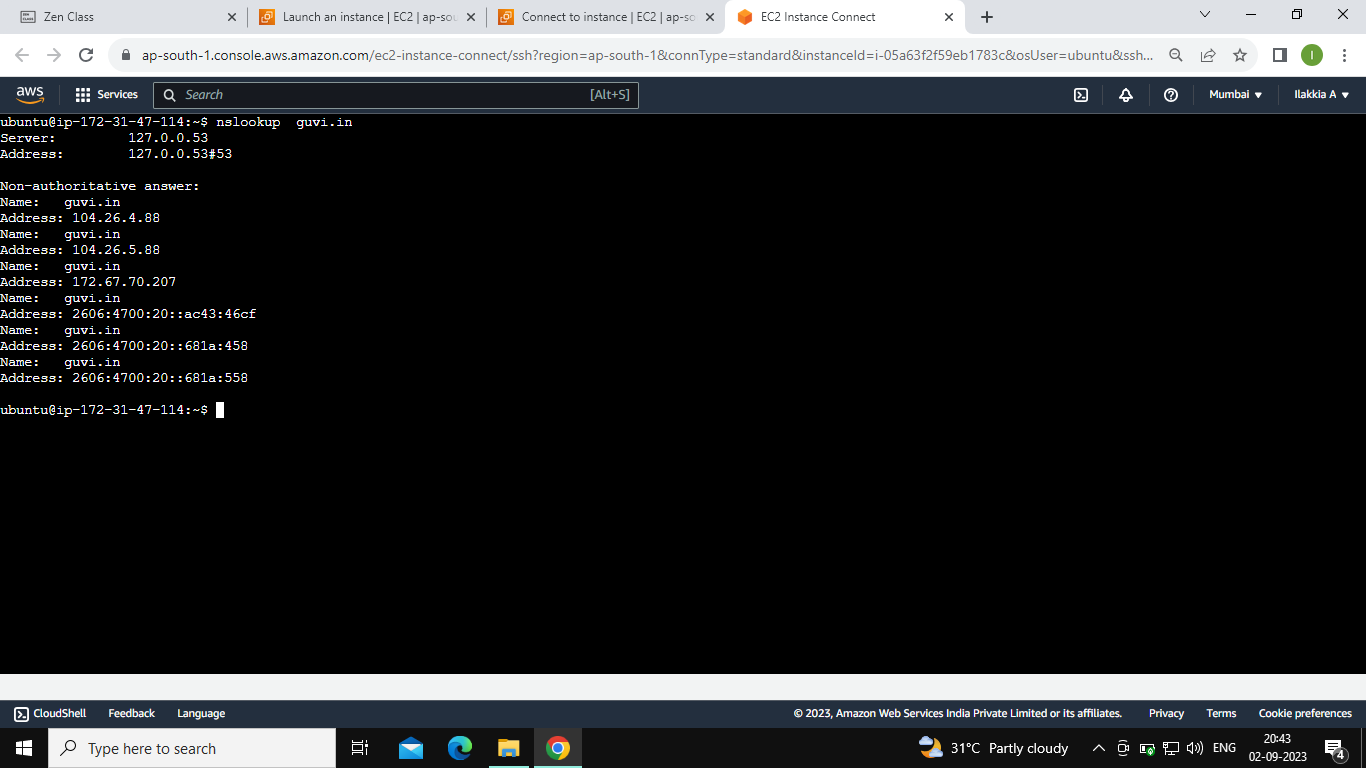 Zen Class
Launch an instance | EC2 | ap-sou
Connect to instance | EC2 | ap-so
EC2 Instance Connect
ap-south-1.console.aws.amazon.com/ec2-instance-connect/ssh?region=ap-south-1&connType=standard&instanceId=i-05a63f2f59eb1783c&osUser=ubuntu&ssh...
I
aws
Services
Search
[Alt+S]
Mumbai
Ilakkia A
ubuntu@ip-172-31-47-114:~$ nslookup  guvi.in
Server:         127.0.0.53
Address:        127.0.0.53#53
Non-authoritative answer:
Name:   guvi.in
Address: 104.26.4.88
Name:   guvi.in
Address: 104.26.5.88
Name:   guvi.in
Address: 172.67.70.207
Name:   guvi.in
Address: 2606:4700:20::ac43:46cf
Name:   guvi.in
Address: 2606:4700:20::681a:458
Name:   guvi.in
Address: 2606:4700:20::681a:558
ubuntu@ip-172-31-47-114:~$
CloudShell
Feedback
Language
© 2023, Amazon Web Services India Private Limited or its affiliates.
Privacy
Terms
Cookie preferences
Type here to search
31°C Partly cloudy
ENG
20:43
02-09-2023
4